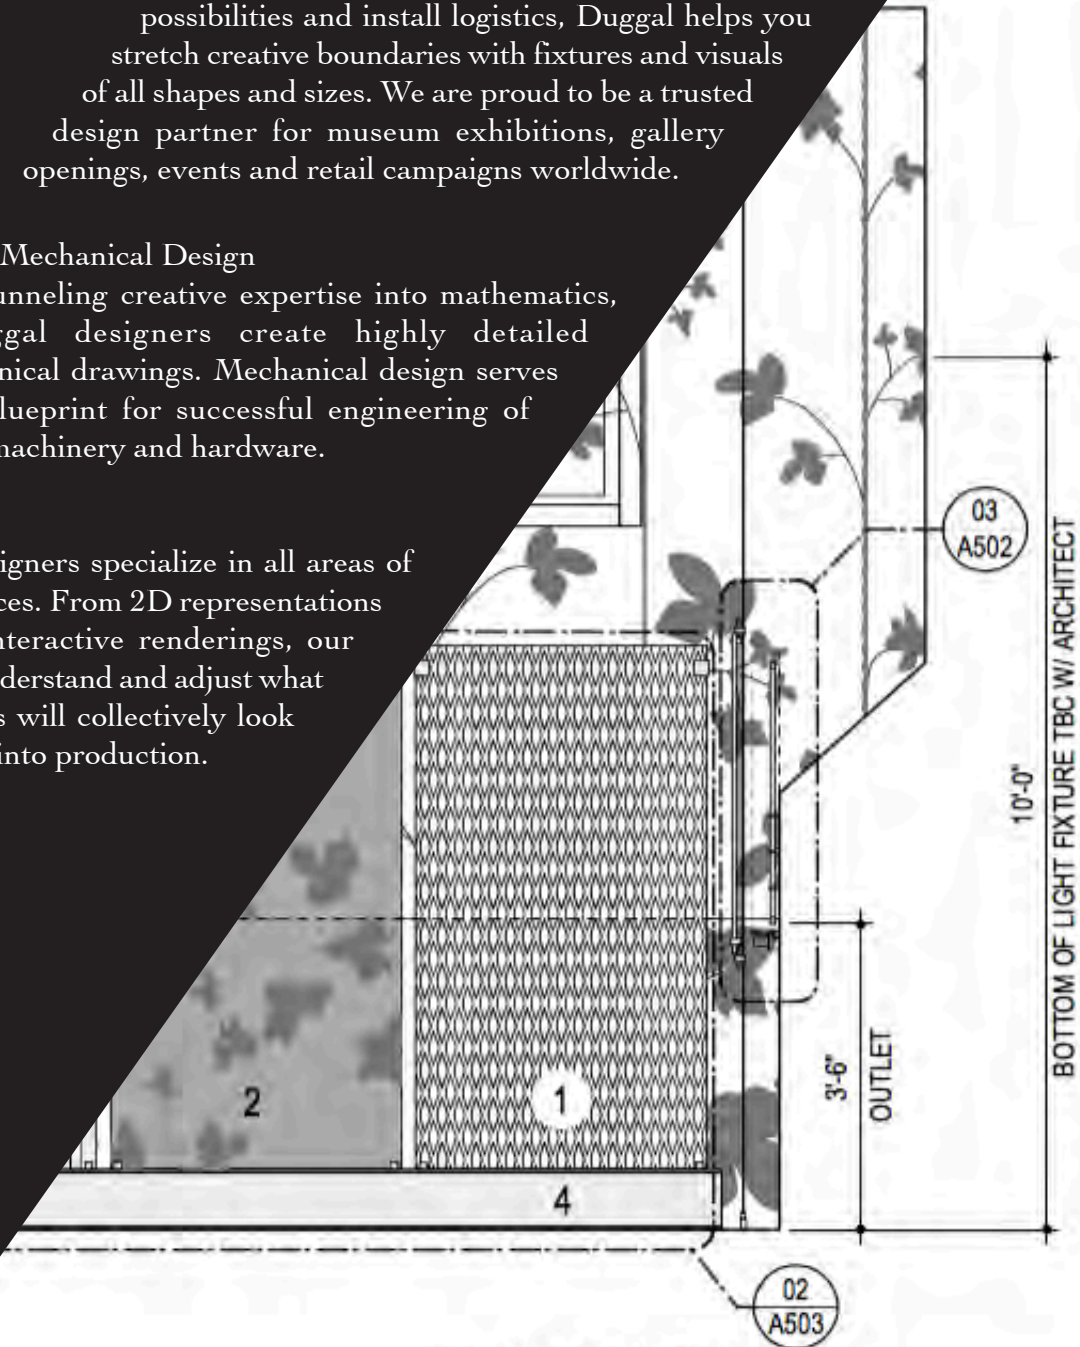 possibilities and install logistics, Duggal helps you
stretch creative boundaries with fixtures and visuals
of all shapes and sizes. We are proud to be a trusted
design partner for museum exhibitions, gallery
openings, events and retail campaigns worldwide.
Mechanical Design
unneling creative expertise into mathematics,
ggal designers create highly detailed
nical drawings. Mechanical design serves
lueprint for successful engineering of
machinery and hardware.
igners specialize in all areas of
ces. From 2D representations
nteractive renderings, our
derstand and adjust what
s will collectively look
into production.
03
A502
10'-0"
BOTTOM OF LIGHT FIXTURE TBC W/ ARCHITECT
3'-6"
OUTLET
2
1
4
02
A503